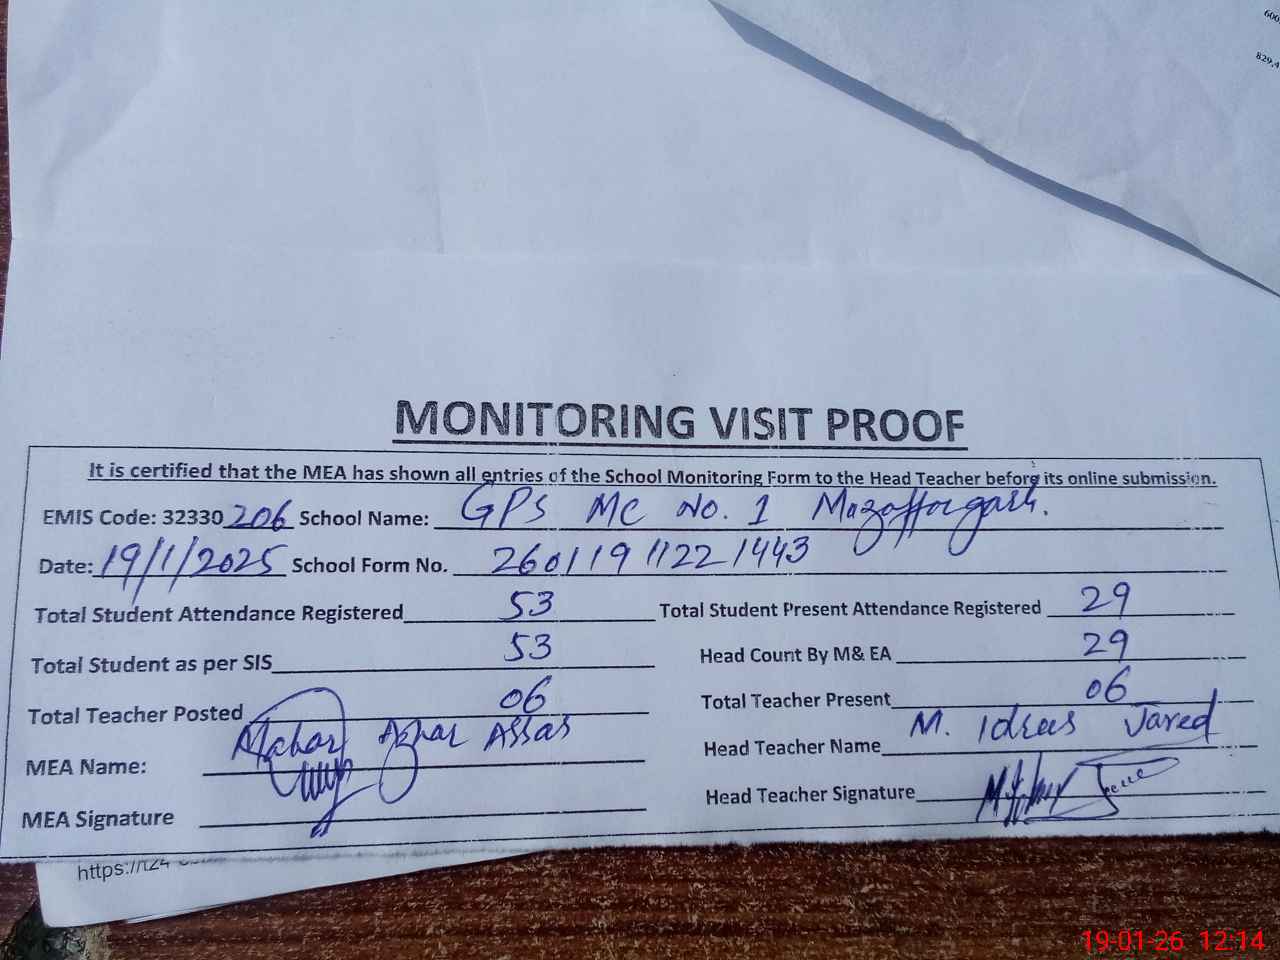 600,
829,4
MONITORING VISIT PROOF
It is certified that the MEA has shown all entries of the School Monitoring Form to the Head Teacher before its online submission.
EMIS Code: 32330 206 School Name: GPS MC No. 1 Mazaffargarh.
Date: 19/1/2025 School Form No. 260119 1122 1443
Total Student Attendance Registered 53 Total Student Present Attendance Registered 29
Total Student as per SIS 53 Head Count By M& EA 29
Total Teacher Posted 06 Total Teacher Present 06
MEA Name: Mahar Azhar Abbas Head Teacher Name M. Idrees Javed
MEA Signature Head Teacher Signature
https://
19-01-26 12:14